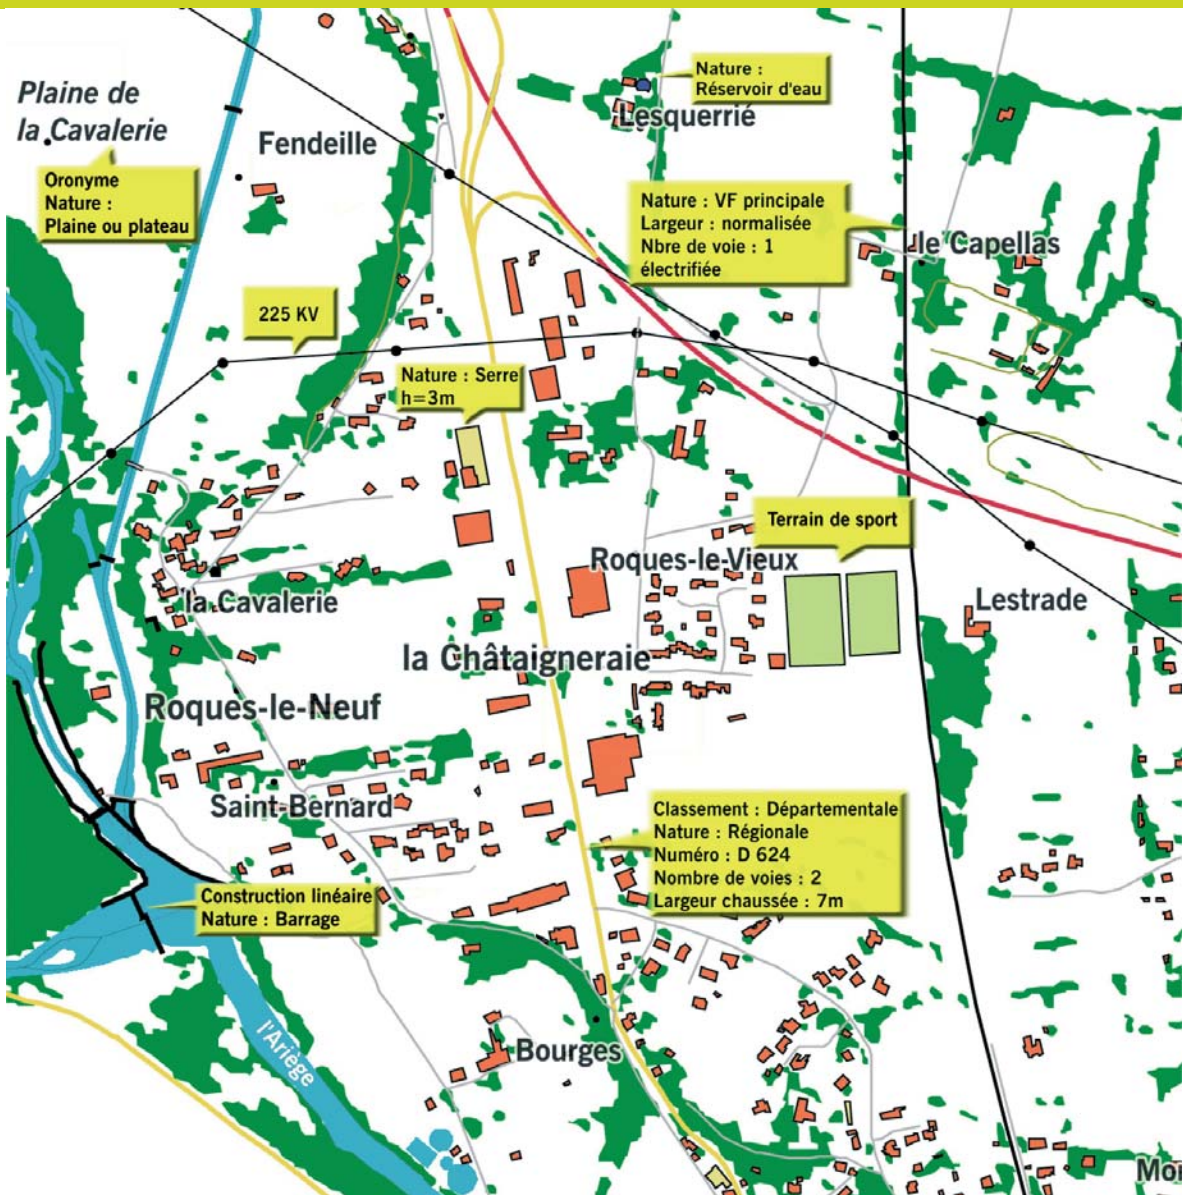 Nature :
Réservoir d'eau
Plaine de
la Cavalerie
Lesquerrié
Fendeille
Oronyme
Nature :
Plaine ou plateau
Nature : VF principale
Largeur : normalisée
Nbre de voie : 1
électrifiée
le Capellas
225 KV
Nature : Serre
h=3m
Terrain de sport
Roques-le-Vieux
la Cavalerie
Lestrade
la Châtaigneraie
Roques-le-Neuf
Saint-Bernard
Classement : Départementale
Nature : Régionale
Numéro : D 624
Nombre de voies : 2
Largeur chaussée : 7m
Construction linéaire
Nature : Barrage
l'Ariège
Bourges